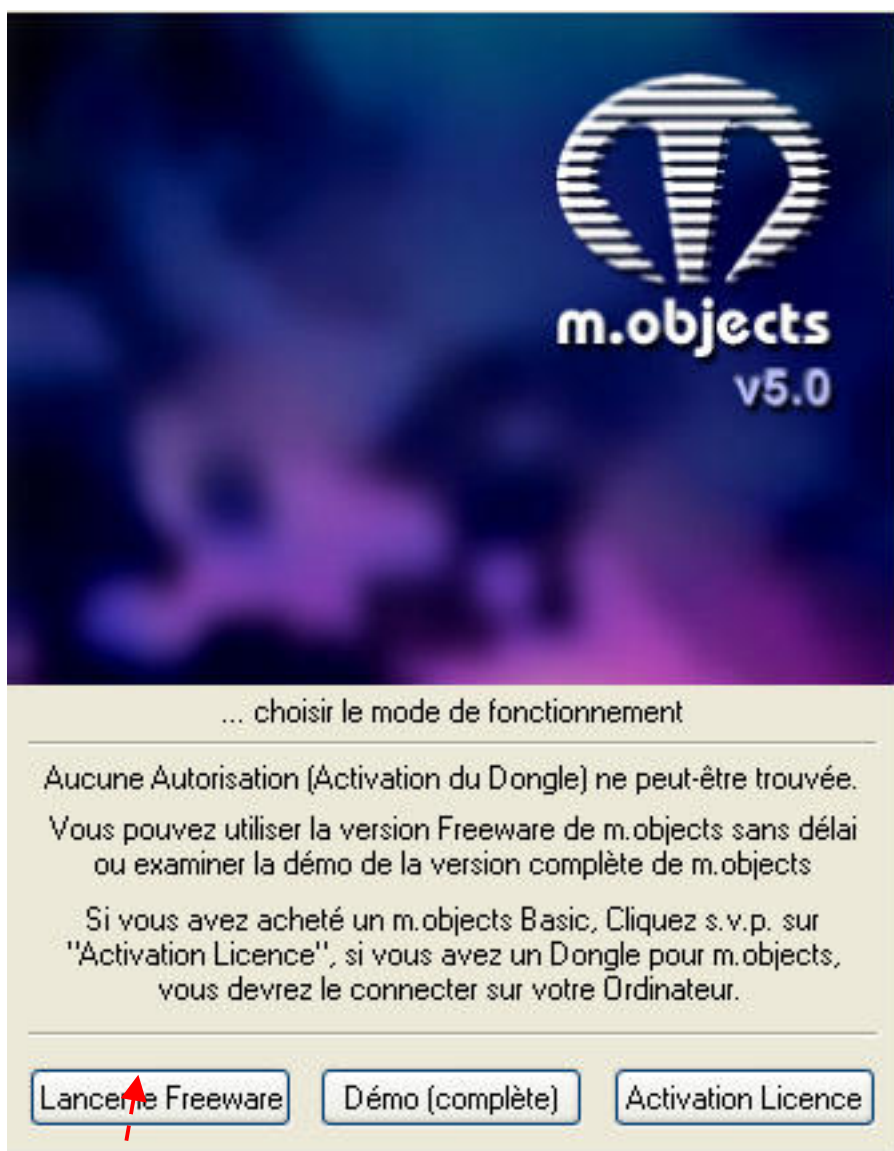 m.objects
v5.0
... choisir le mode de fonctionnement
Aucune Autorisation (Activation du Dongle) ne peut-être trouvée.
Vous pouvez utiliser la version Freeware de m.objects sans délai
ou examiner la démo de la version complète de m.objects
Si vous avez acheté un m.objects Basic, Cliquez s.v.p. sur
"Activation Licence", si vous avez un Dongle pour m.objects,
vous devrez le connecter sur votre Ordinateur.
Lancer le Freeware Démo (complète) Activation Licence